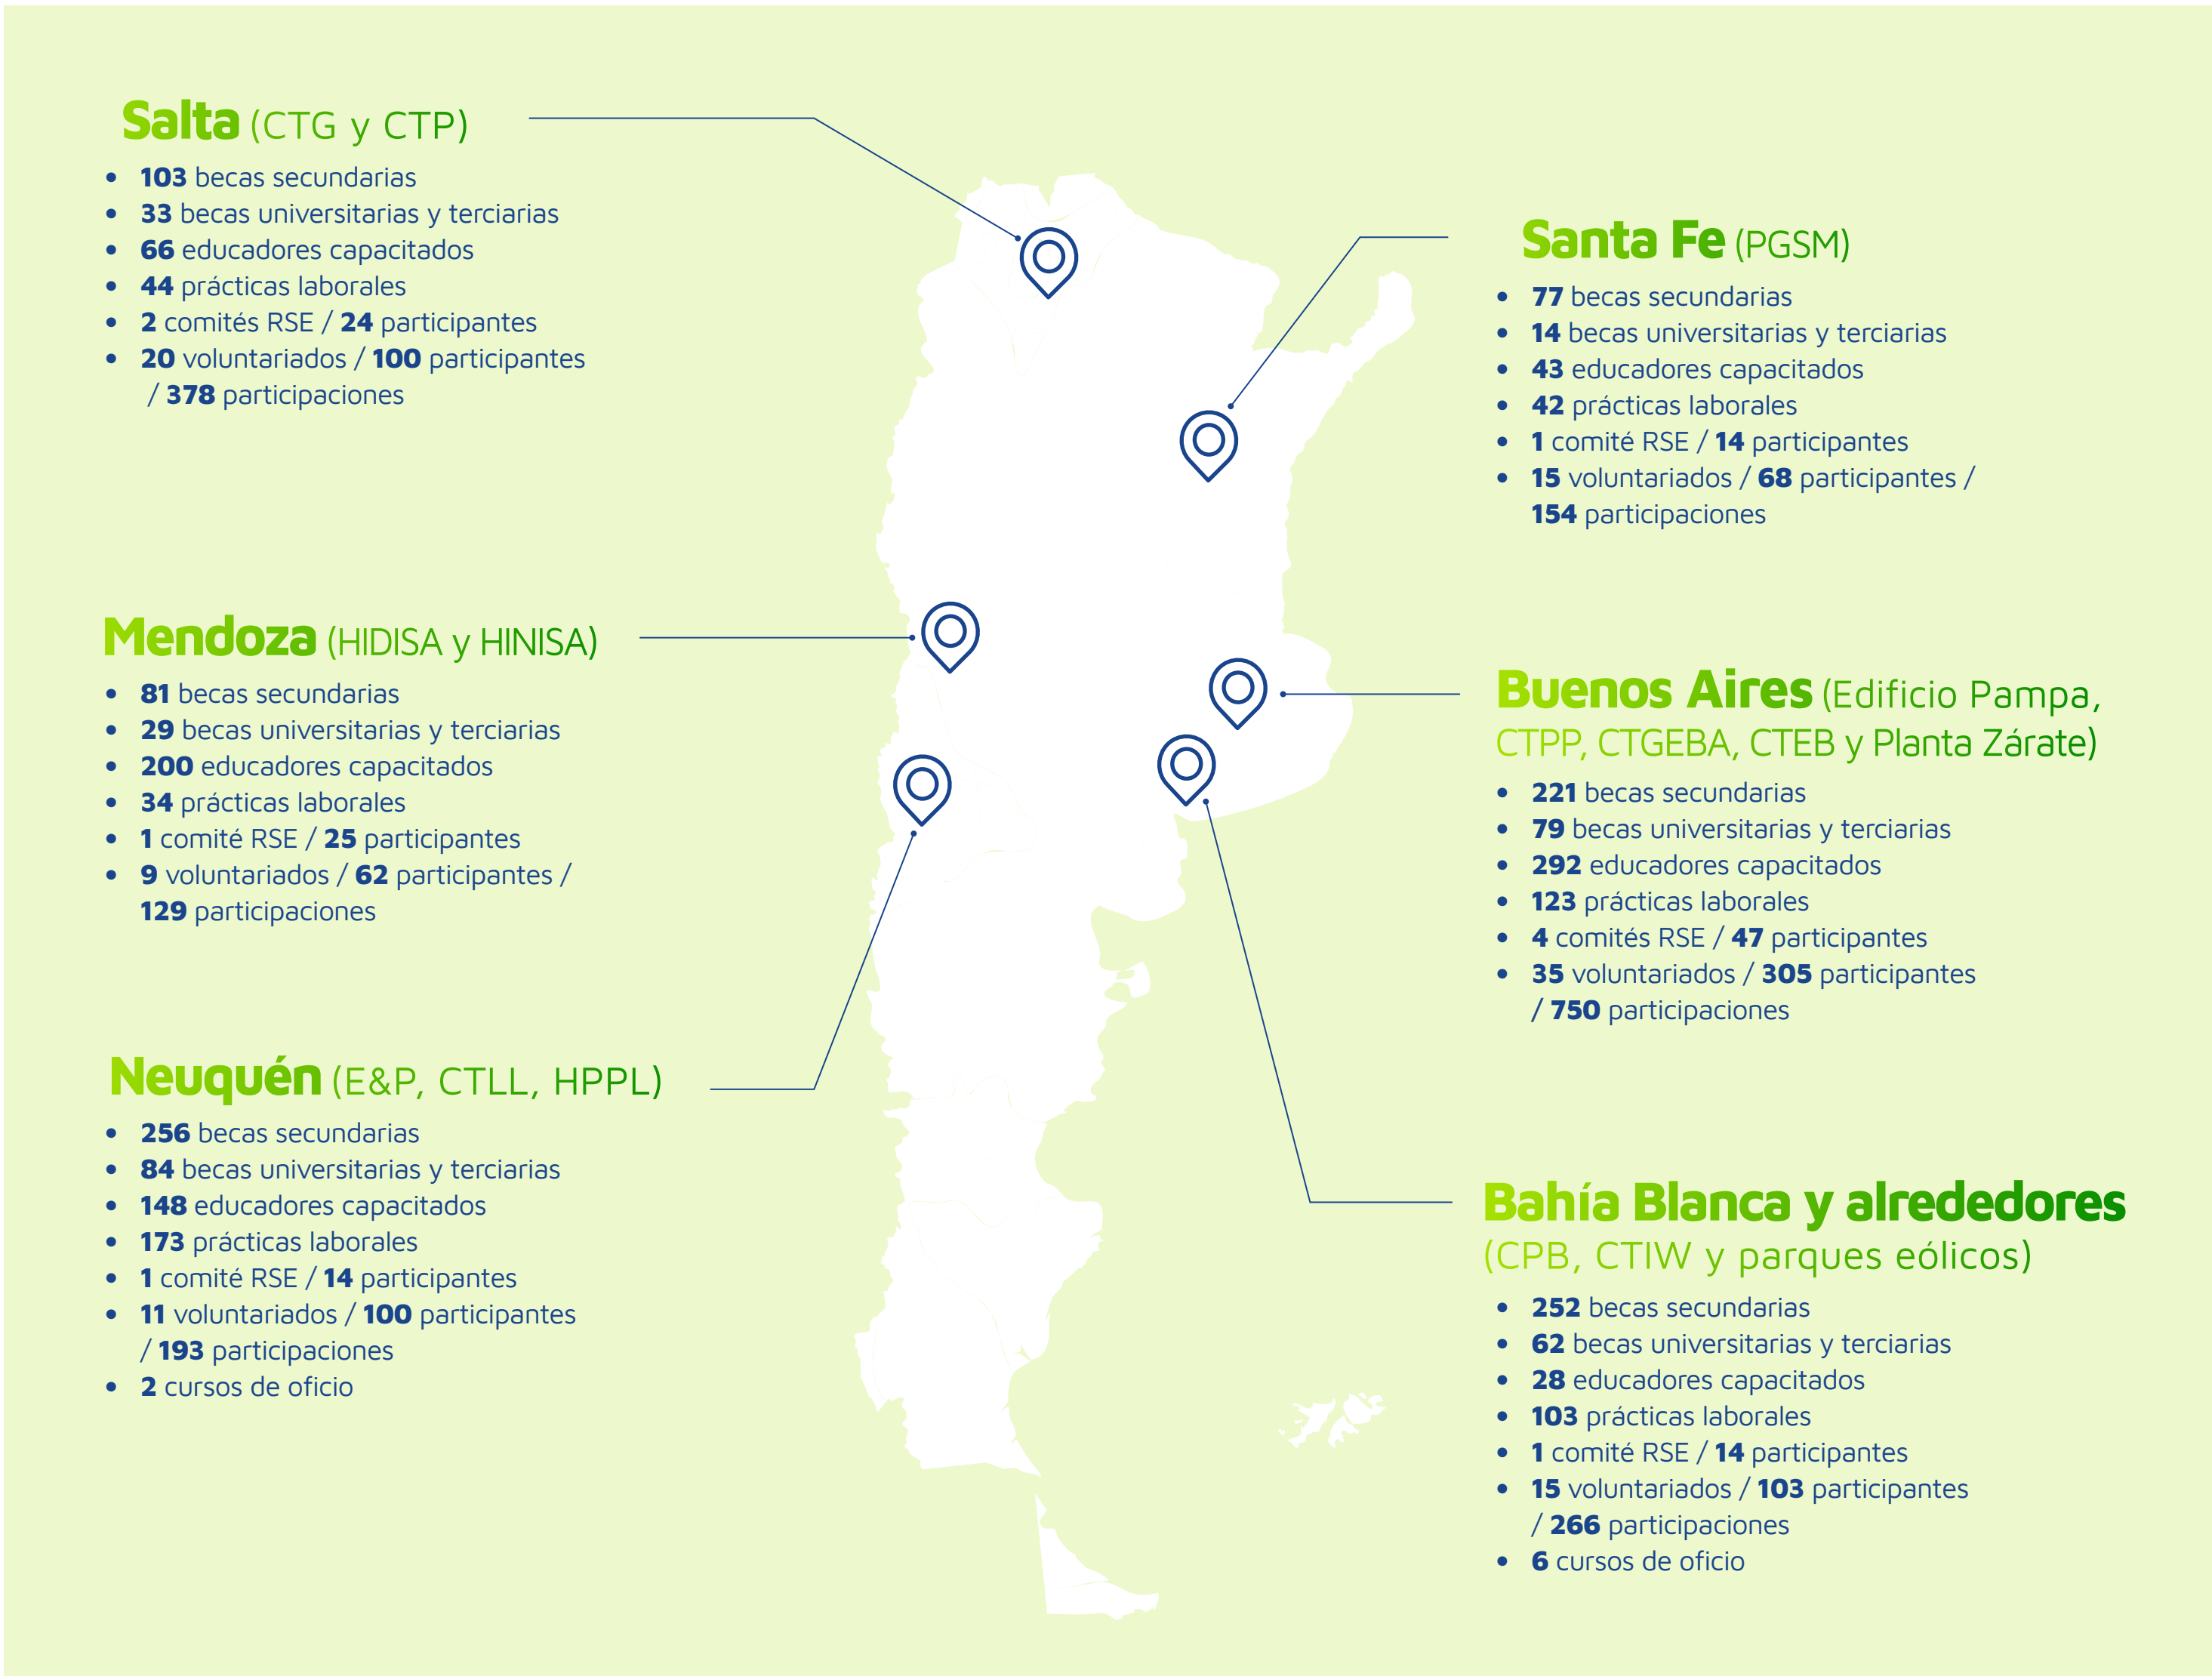 Salta (CTG y CTP)
• 103 becas secundarias
• 33 becas universitarias y terciarias
• 66 educadores capacitados
• 44 prácticas laborales
• 2 comités RSE / 24 participantes
• 20 voluntariados / 100 participantes
/ 378 participaciones
Mendoza (HIDISA y HINISA)
• 81 becas secundarias
• 29 becas universitarias y terciarias
• 200 educadores capacitados
• 34 prácticas laborales
• 1 comité RSE / 25 participantes
• 9 voluntariados / 62 participantes /
129 participaciones
Neuquén (E&P, CTLL, HPPL)
• 256 becas secundarias
• 84 becas universitarias y terciarias
• 148 educadores capacitados
• 173 prácticas laborales
• 1 comité RSE / 14 participantes
• 11 voluntariados / 100 participantes
/ 193 participaciones
• 2 cursos de oficio
Santa Fe (PGSM)
• 77 becas secundarias
• 14 becas universitarias y terciarias
• 43 educadores capacitados
• 42 prácticas laborales
• 1 comité RSE / 14 participantes
• 15 voluntariados / 68 participantes /
154 participaciones
Buenos Aires (Edificio Pampa,
CTPP, CTGEBA, CTEB y Planta Zárate)
• 221 becas secundarias
• 79 becas universitarias y terciarias
• 292 educadores capacitados
• 123 prácticas laborales
• 4 comités RSE / 47 participantes
• 35 voluntariados / 305 participantes
/ 750 participaciones
Bahía Blanca y alrededores
(CPB, CTIW y parques eólicos)
• 252 becas secundarias
• 62 becas universitarias y terciarias
• 28 educadores capacitados
• 103 prácticas laborales
• 1 comité RSE / 14 participantes
• 15 voluntariados / 103 participantes
/ 266 participaciones
• 6 cursos de oficio